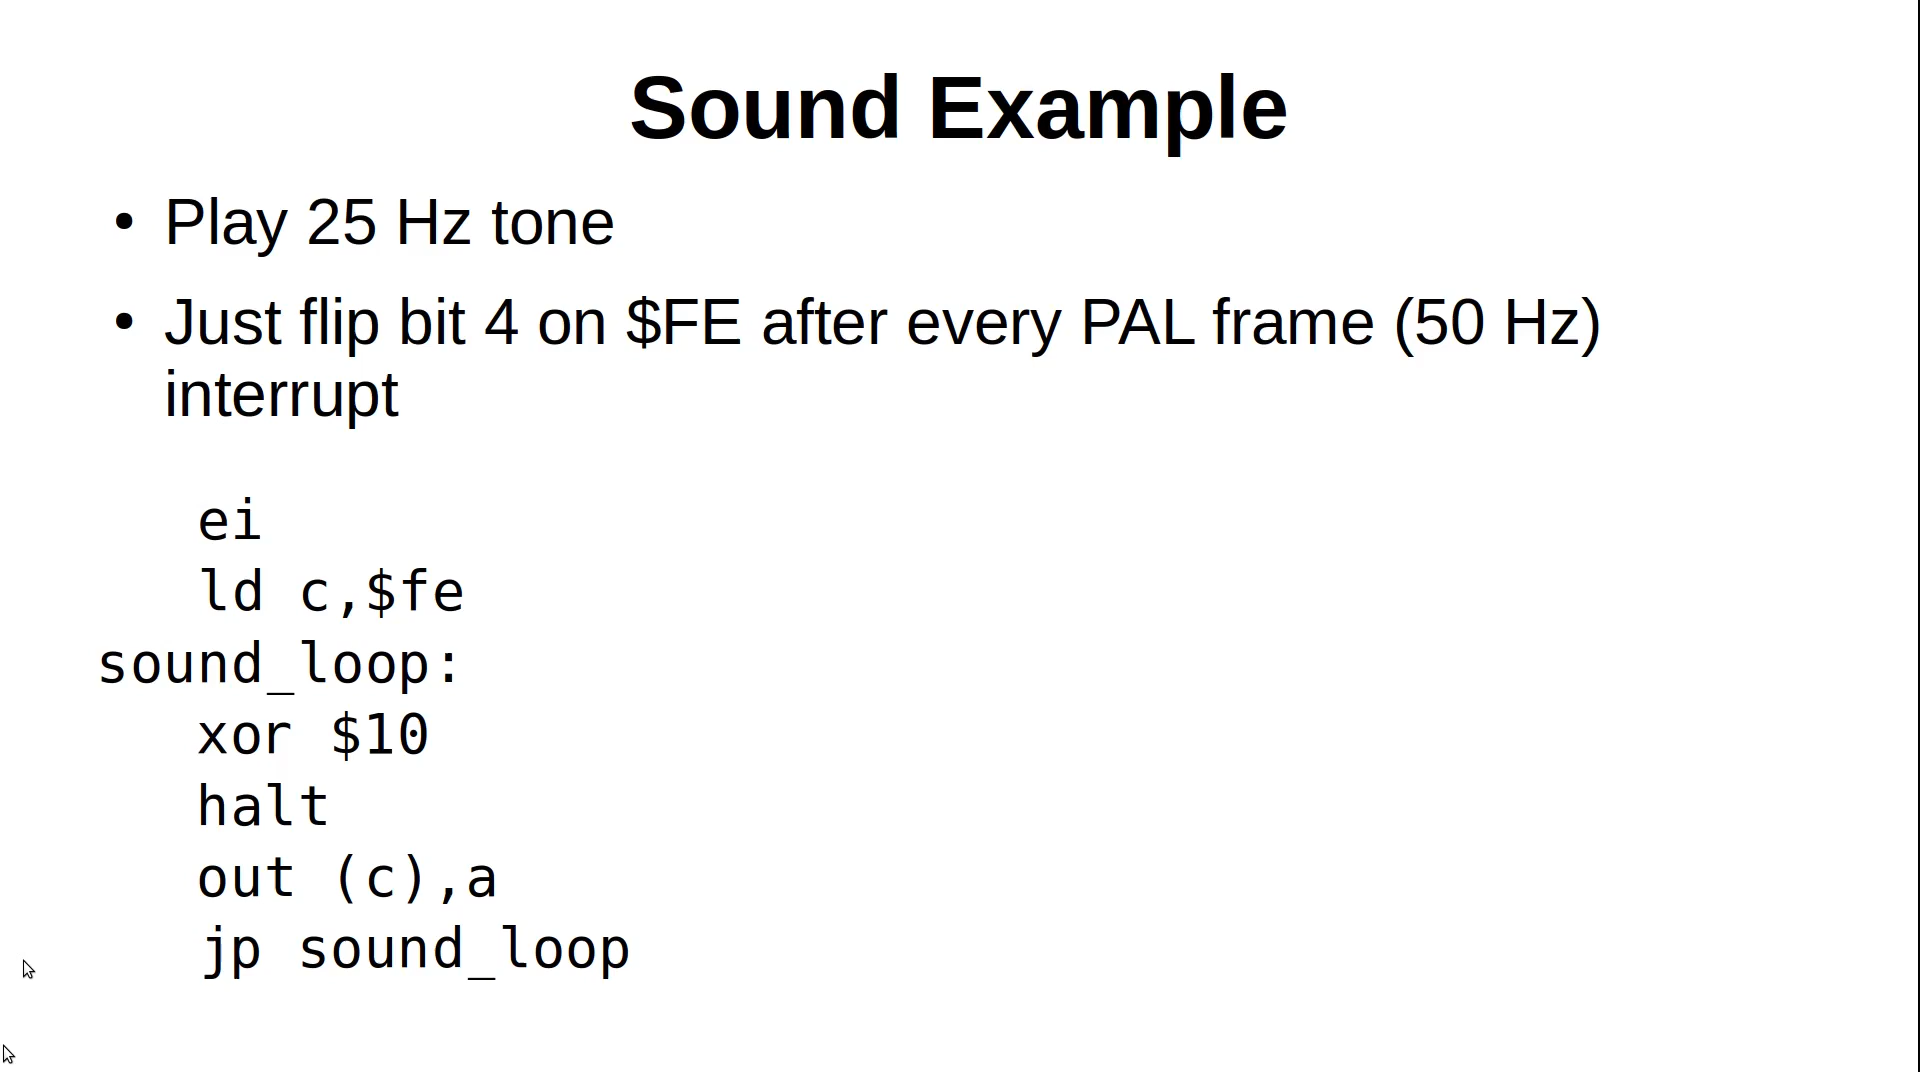 Sound Example
• Play 25 Hz tone
• Just flip bit 4 on $FE after every PAL frame (50 Hz)
interrupt
ei
ld c,$fe
sound_loop:
xor $10
halt
out (c),a
jp sound_loop